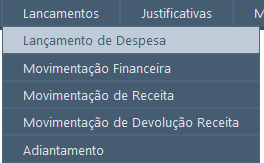 Lancamentos Justificativas M
Lançamento de Despesa
Movimentação Financeira
Movimentação de Receita
Movimentação de Devolução Receita
Adiantamento